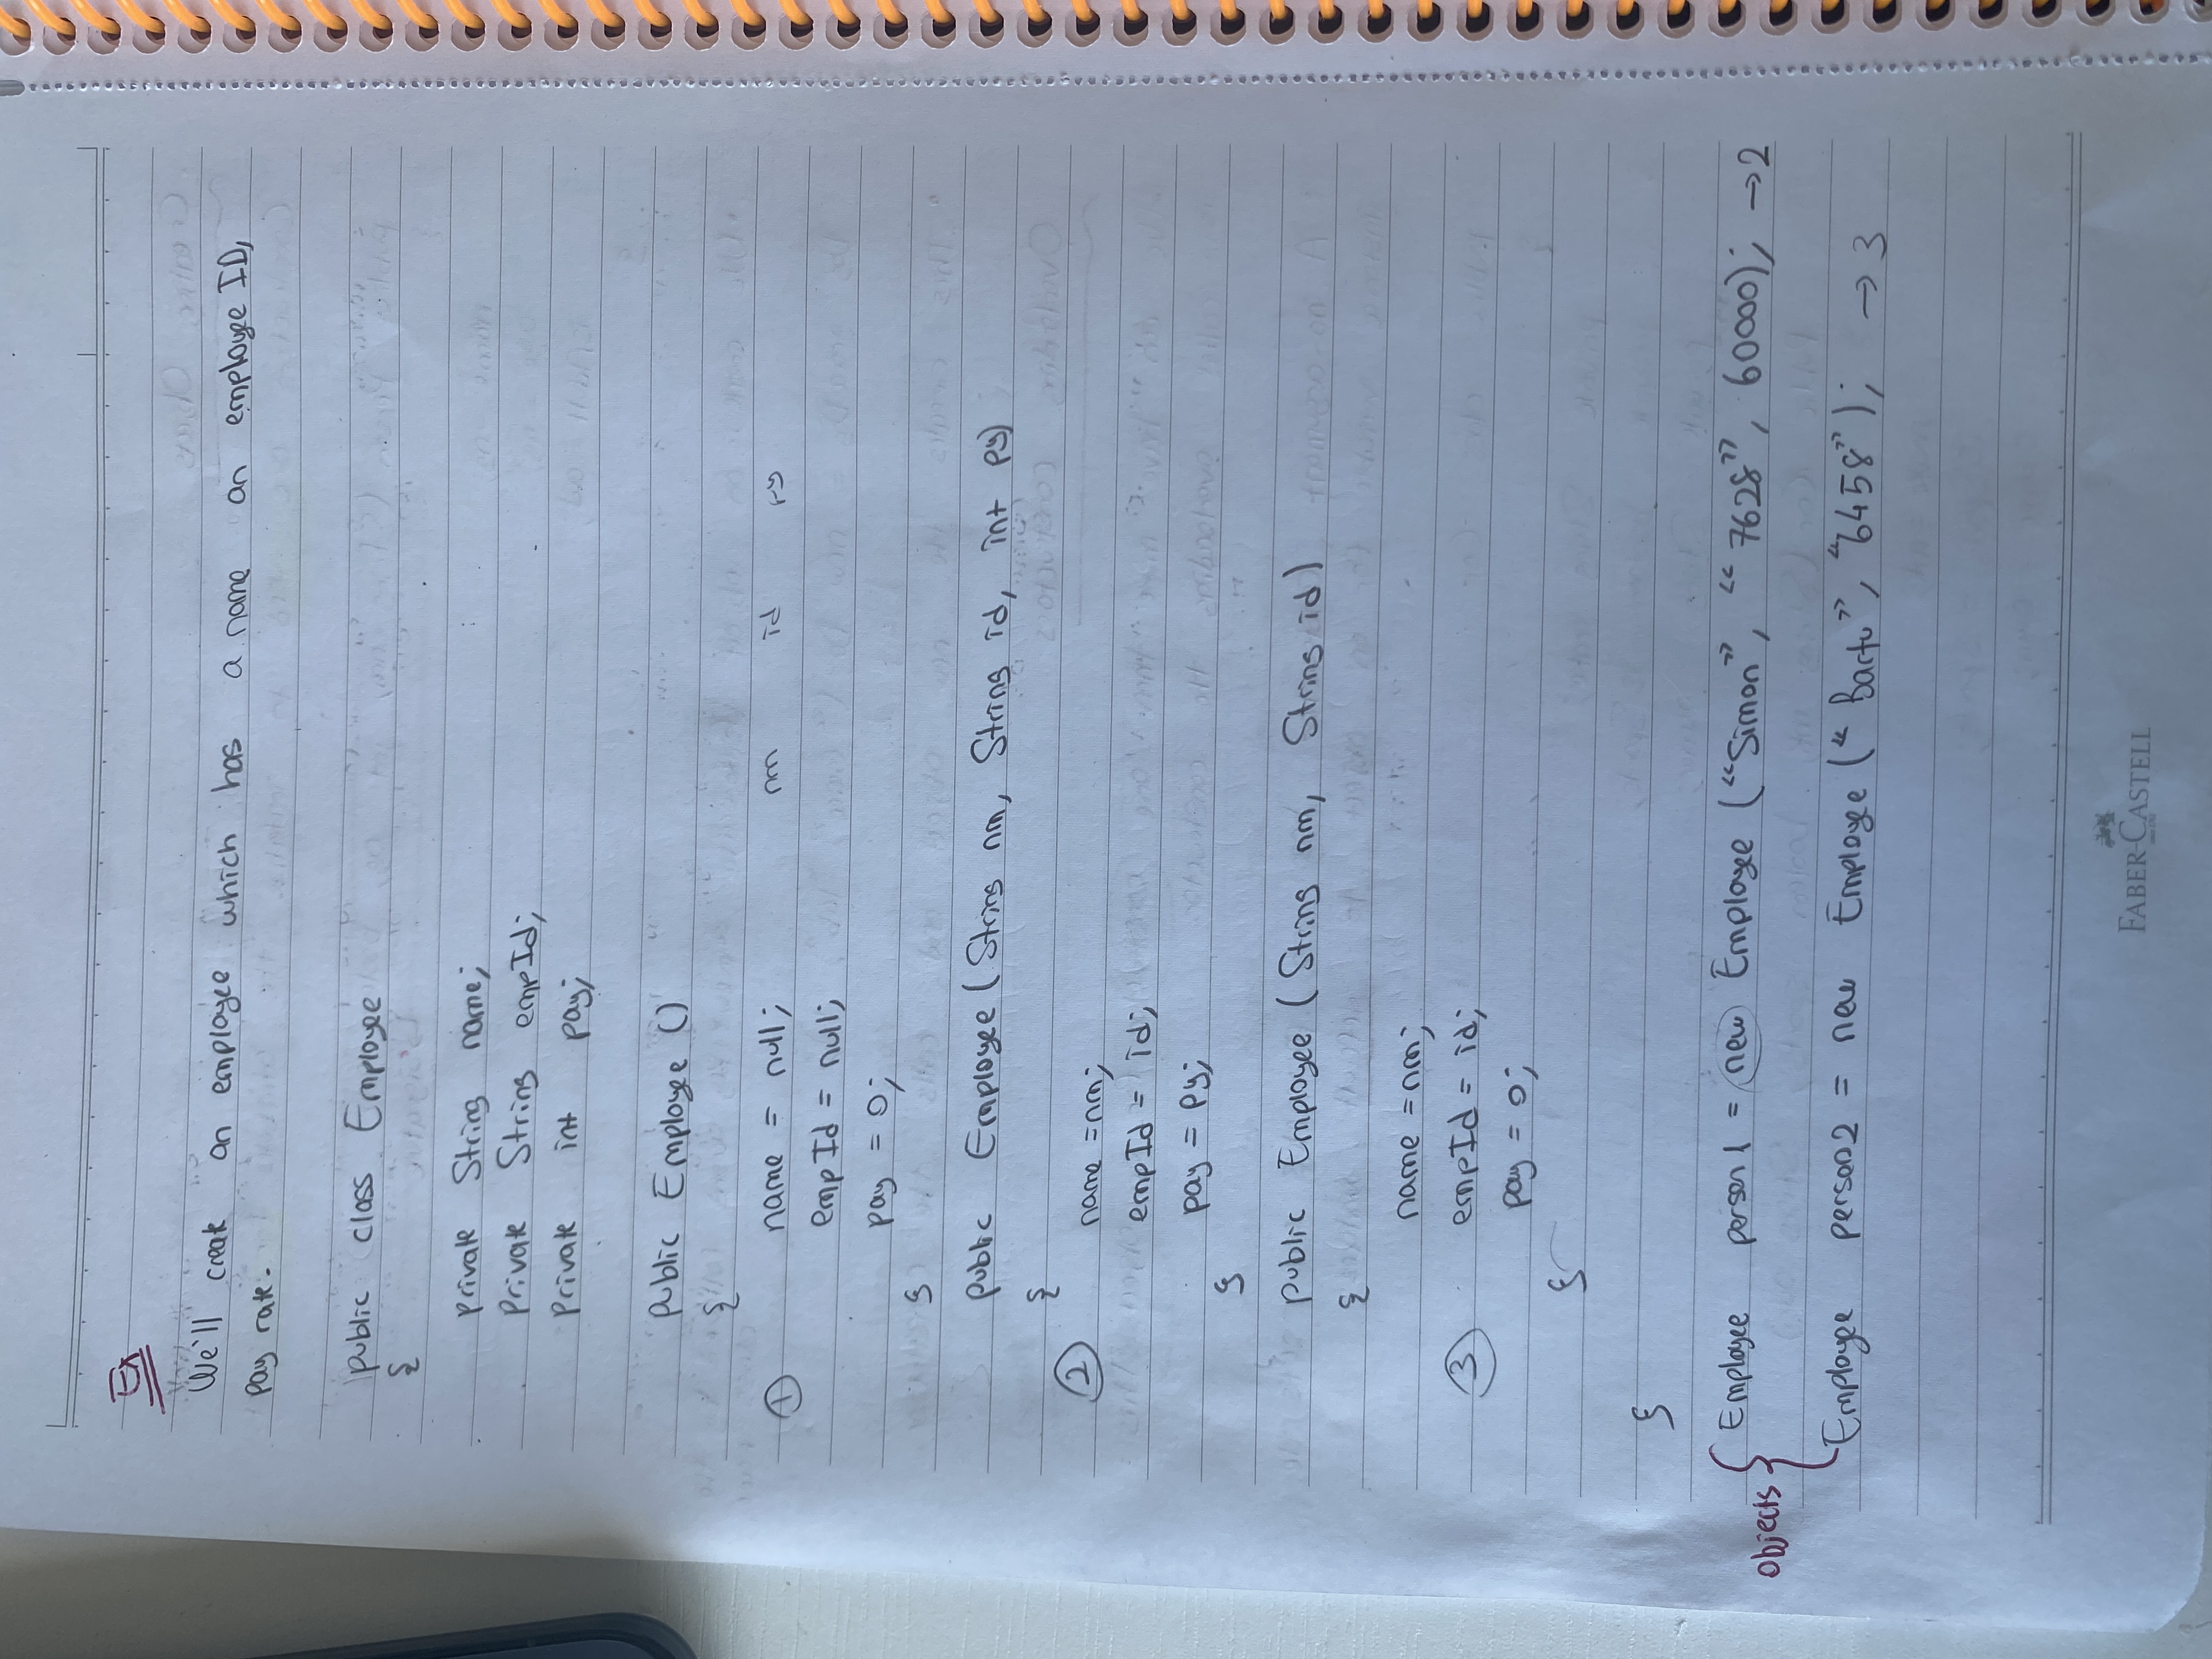 Ex
We'll create an employee which has a name an employee ID,
pay rate.
public class Employee
{
private String name;
private String empId;
private int pay;
public Employee ()
{
① name = null; nm id py
empId = null;
pay = 0;
}
public Employee (String nm, String id, int py)
{
② name = nm;
empId = id;
pay = py;
}
public Employee (String nm, String id)
{
name = nm;
③ empId = id;
pay = 0;
}
}
objects { Employee person1 = new Employee ("Simon", "7628", 60000); →2
Employee person2 = new Employee ("Bartu", "6458"); →3
FABER-CASTELL